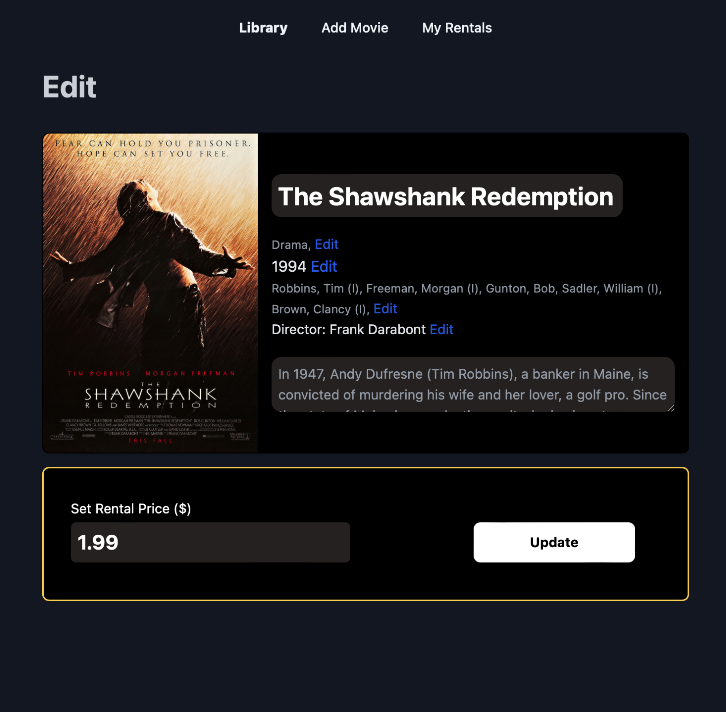 Library Add Movie My Rentals
Edit
FEAR CAN HOLD YOU PRISONER.
HOPE CAN SET YOU FREE.
TIM ROBBINS MORGAN FREEMAN
THE
SHAWSHANK
REDEMPTION
THIS FALL
The Shawshank Redemption
Drama, Edit
1994 Edit
Robbins, Tim (I), Freeman, Morgan (I), Gunton, Bob, Sadler, William (I),
Brown, Clancy (I), Edit
Director: Frank Darabont Edit
In 1947, Andy Dufresne (Tim Robbins), a banker in Maine, is
convicted of murdering his wife and her lover, a golf pro. Since
Set Rental Price ($)
1.99
Update